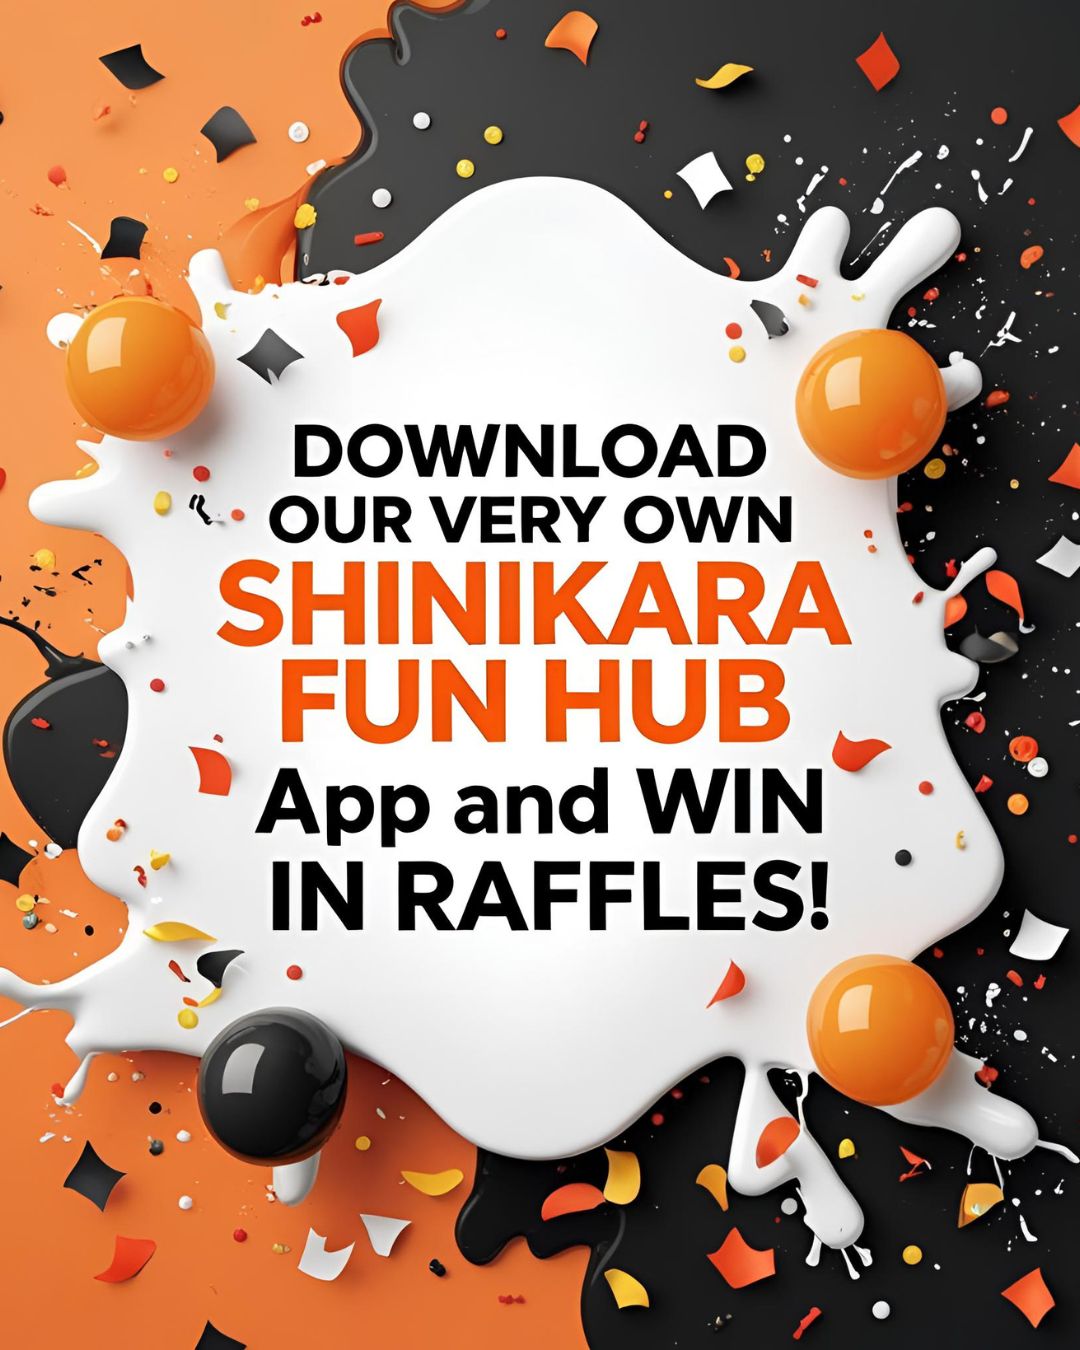 DOWNLOAD
OUR VERY OWN
SHINIKARA
FUN HUB
App and WIN
IN RAFFLES!